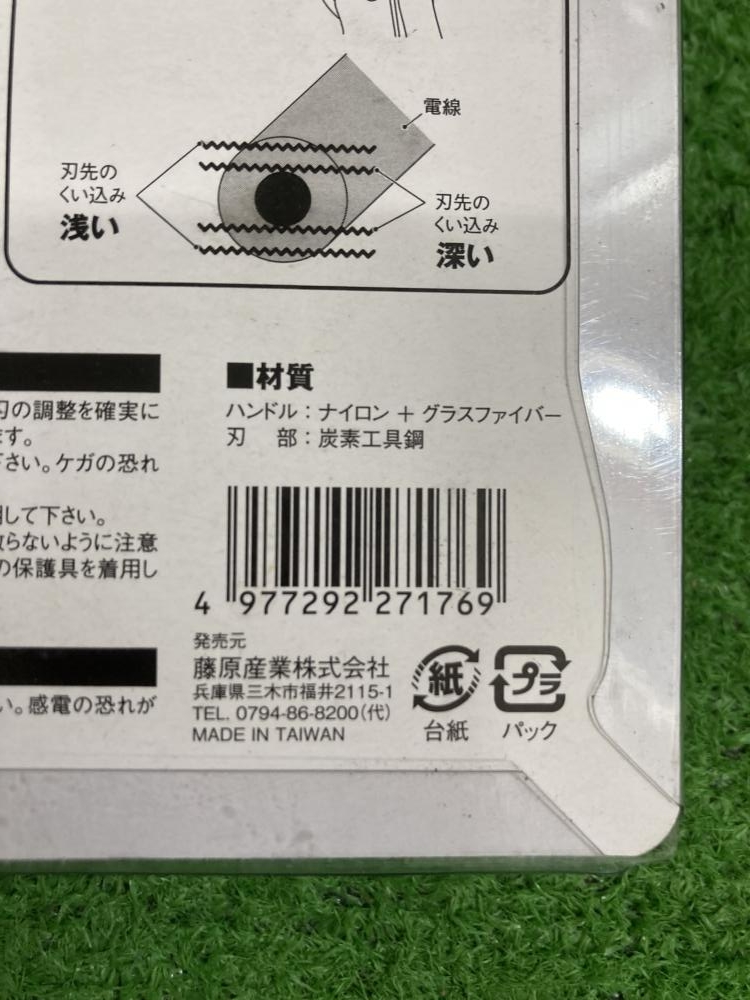 電線
刃先の
くい込み
浅い
刃先の
くい込み
深い
刃の調整を確実に
ます。
下さい。ケガの恐れ
して下さい。
散らないように注意
の保護具を着用し
い。感電の恐れが
■材質
ハンドル：ナイロン＋グラスファイバー
刃　部：炭素工具鋼
4 977292 271769
発売元
藤原産業株式会社
兵庫県三木市福井2115-1
TEL. 0794-86-8200(代)
MADE IN TAIWAN
紙
台紙
プラ
パック